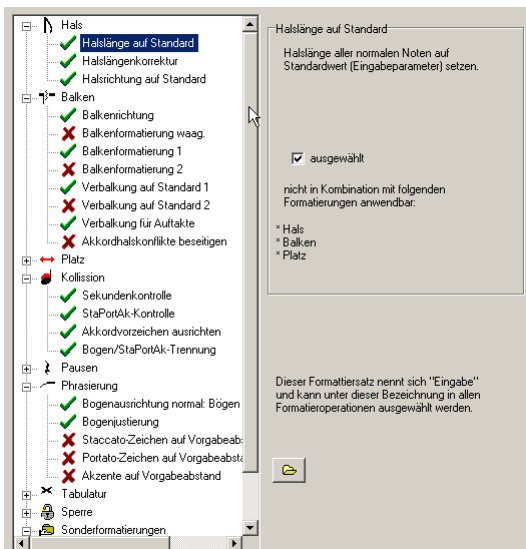 Hals
Halslänge auf Standard
Halslängenkorrektur
Halsrichtung auf Standard
Balken
Balkenrichtung
Balkenformatierung waag.
Balkenformatierung 1
Balkenformatierung 2
Verbalkung auf Standard 1
Verbalkung auf Standard 2
Verbalkung für Auftakte
Akkordhalskonflikte beseitigen
Platz
Kollission
Sekundenkontrolle
StaPortAk-Kontrolle
Akkordvorzeichen ausrichten
Bogen/StaPortAk-Trennung
Pausen
Phrasierung
Bogenausrichtung normal: Bögen
Bogenjustierung
Staccato-Zeichen auf Vorgabeab
Portato-Zeichen auf Vorgabeabsta
Akzente auf Vorgabeabstand
Tabulatur
Sperre
Sonderformatierungen
Halslänge auf Standard
Halslänge aller normalen Noten auf
Standardwert (Eingabeparameter) setzen.
ausgewählt
nicht in Kombination mit folgenden
Formatierungen anwendbar:
* Hals
* Balken
* Platz
Dieser Formattiersatz nennt sich "Eingabe"
und kann unter dieser Bezeichnung in allen
Formatieroperationen ausgewählt werden.